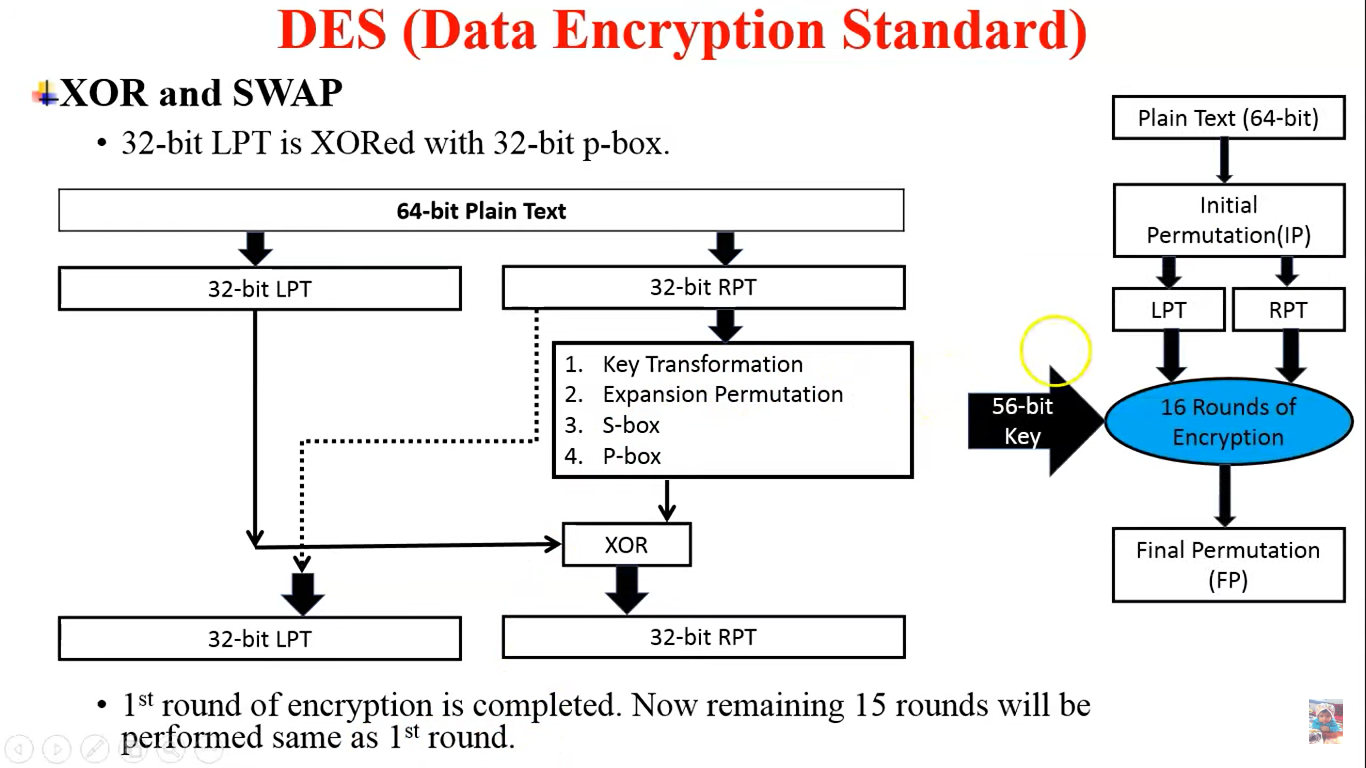 DES (Data Encryption Standard)
XOR and SWAP
• 32-bit LPT is XORed with 32-bit p-box.
64-bit Plain Text
32-bit LPT
32-bit RPT
1. Key Transformation
2. Expansion Permutation
3. S-box
4. P-box
XOR
32-bit LPT
32-bit RPT
• 1st round of encryption is completed. Now remaining 15 rounds will be
performed same as 1st round.
Plain Text (64-bit)
Initial
Permutation(IP)
LPT
RPT
56-bit
Key
16 Rounds of
Encryption
Final Permutation
(FP)